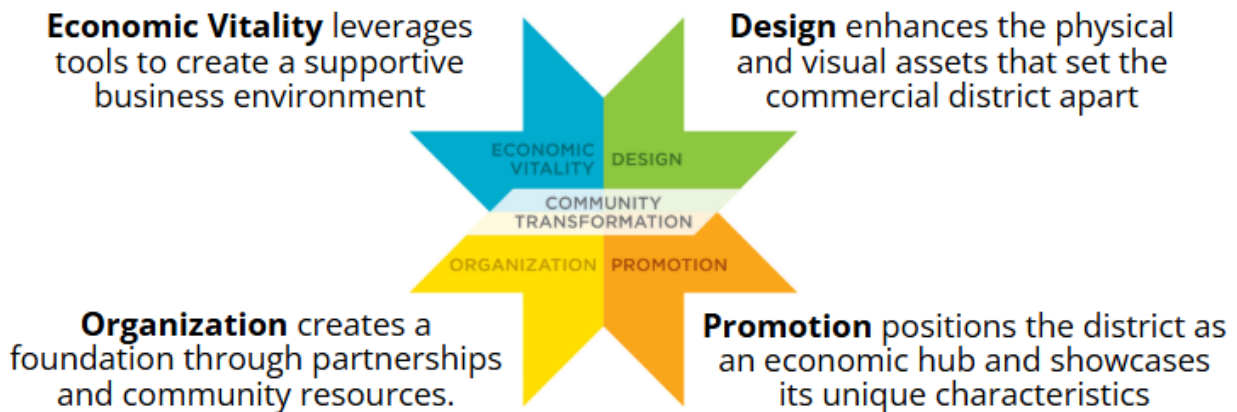 Economic Vitality leverages
tools to create a supportive
business environment
Design enhances the physical
and visual assets that set the
commercial district apart
ECONOMIC
VITALITY
DESIGN
COMMUNITY
TRANSFORMATION
ORGANIZATION
PROMOTION
Organization creates a
foundation through partnerships
and community resources.
Promotion positions the district as
an economic hub and showcases
its unique characteristics